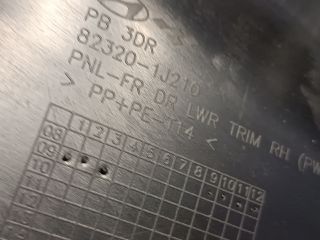 PB 3DR
82320-1J210
PNL-FR DR LWR TRIM RH (PW
> PP+PE-T14 <
1 2 3 4 5 6 7 8 9 10 11 12
08
09
10
11